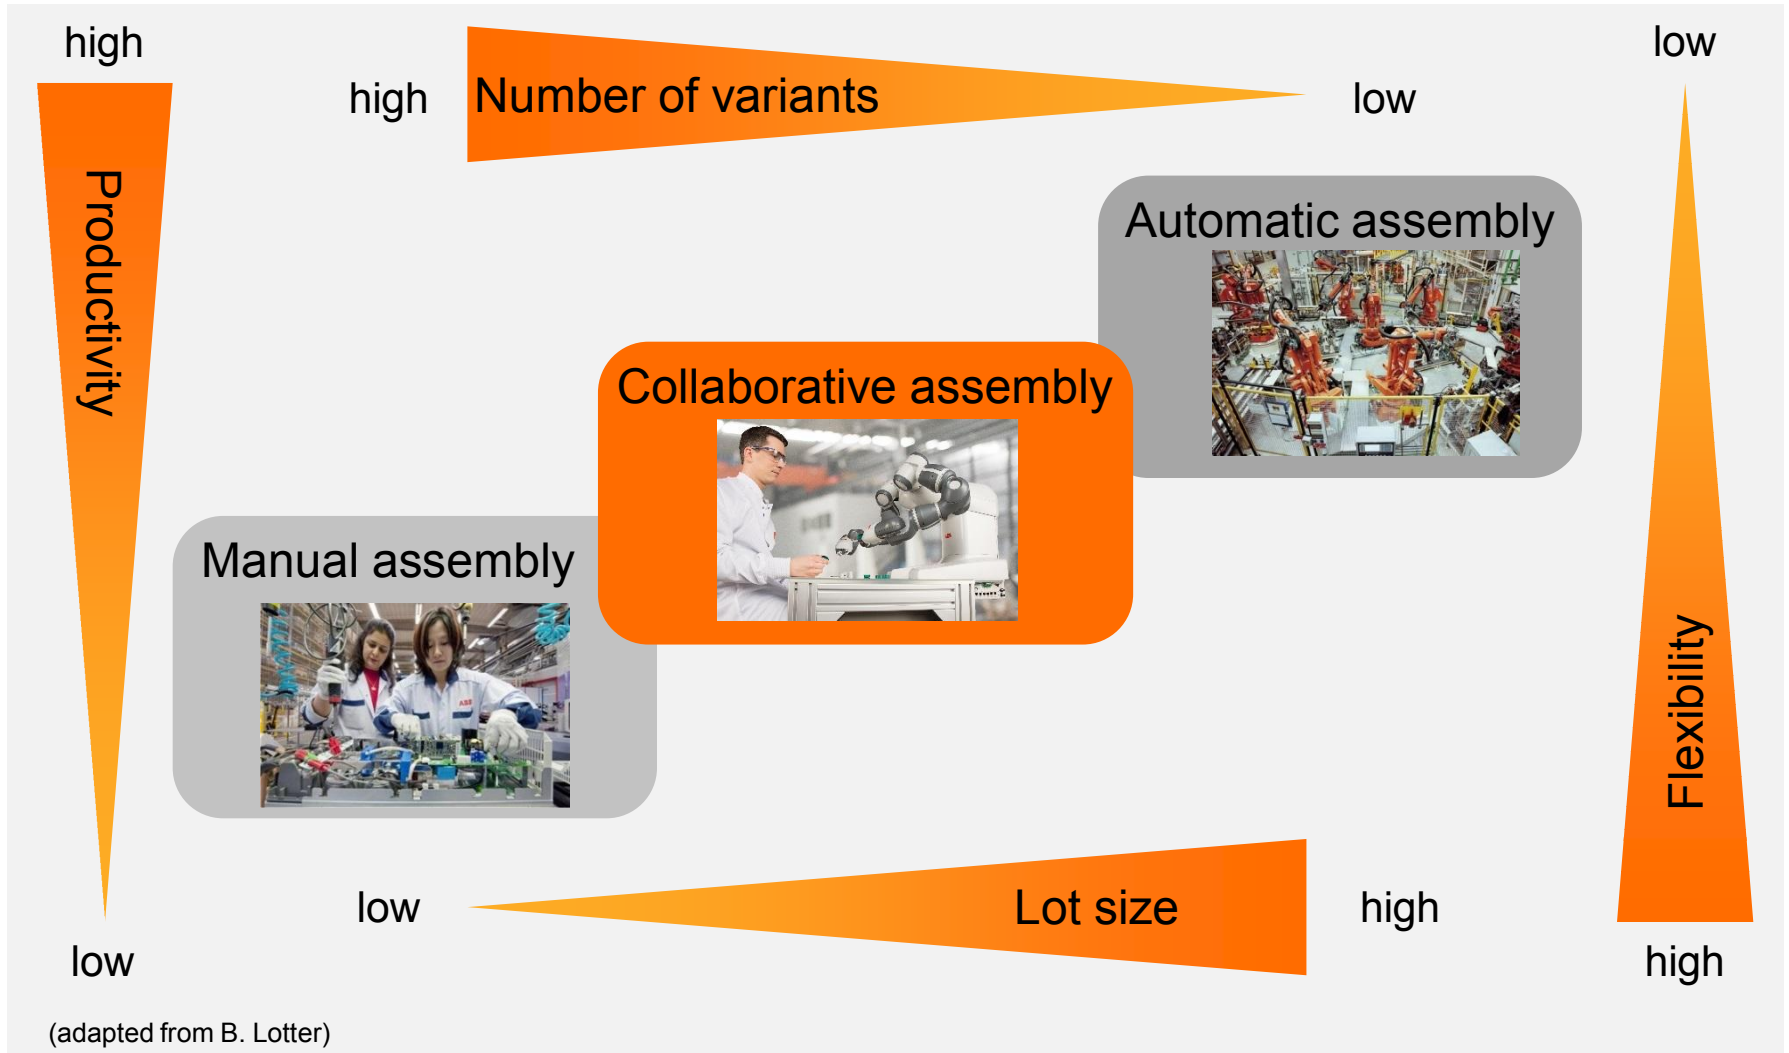 high
low
high
Number of variants
low
Productivity
Automatic assembly
Collaborative assembly
Manual assembly
ABB
Flexibility
low
Lot size
high
low
high
(adapted from B. Lotter)